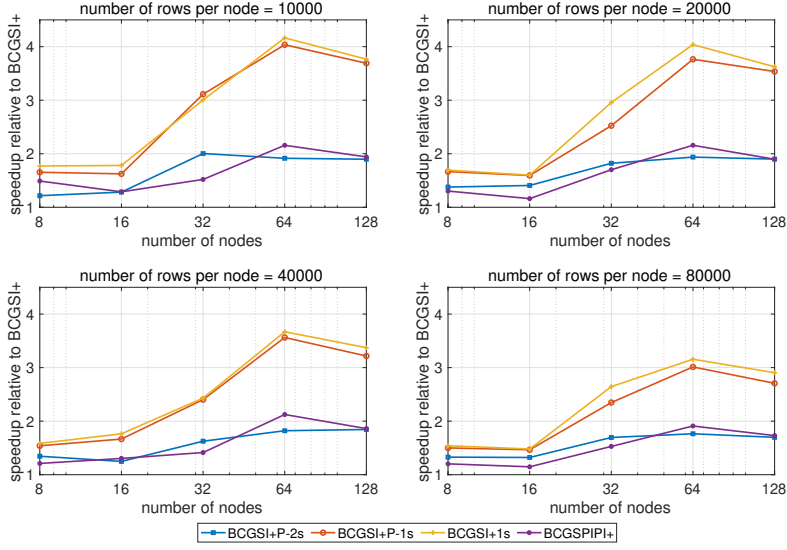 number of rows per node = 10000
speedup relative to BCGSI+
4
3
2
1
8 16 32 64 128
number of nodes
number of rows per node = 20000
speedup relative to BCGSI+
4
3
2
1
8 16 32 64 128
number of nodes
number of rows per node = 40000
speedup relative to BCGSI+
4
3
2
1
8 16 32 64 128
number of nodes
number of rows per node = 80000
speedup relative to BCGSI+
4
3
2
1
8 16 32 64 128
number of nodes
BCGSI+P-2s BCGSI+P-1s BCGSI+1s BCGSPIPI+